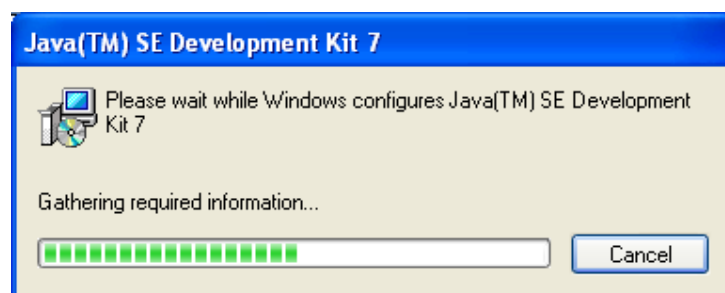 Java(TM) SE Development Kit 7
Please wait while Windows configures Java(TM) SE Development
Kit 7
Gathering required information...
Cancel